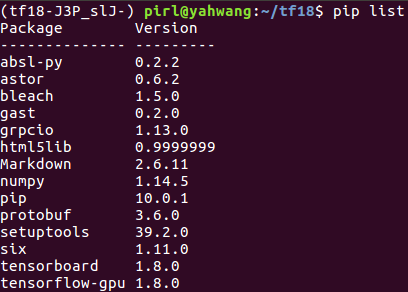 (tf18-J3P_slJ-) pirl@yahwang:~/tf18$ pip list
Package Version
-------------- ---------
absl-py 0.2.2
astor 0.6.2
bleach 1.5.0
gast 0.2.0
grpcio 1.13.0
html5lib 0.9999999
Markdown 2.6.11
numpy 1.14.5
pip 10.0.1
protobuf 3.6.0
setuptools 39.2.0
six 1.11.0
tensorboard 1.8.0
tensorflow-gpu 1.8.0